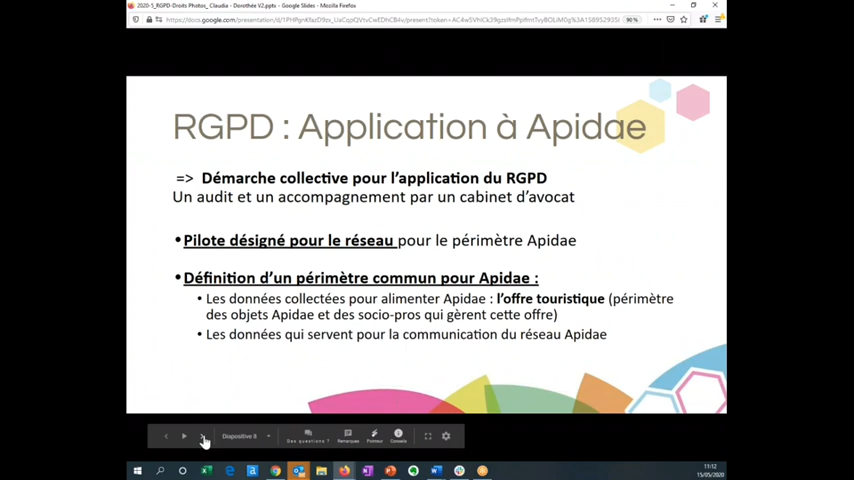 2020-5_RGPD-Droits Photos_ Claudia - Dorothée V2.pptx - Google Slides - Mozilla Firefox
90 %
RGPD : Application à Apidae
=> Démarche collective pour l'application du RGPD
Un audit et un accompagnement par un cabinet d'avocat
•Pilote désigné pour le réseau pour le périmètre Apidae
•Définition d'un périmètre commun pour Apidae :
• Les données collectées pour alimenter Apidae : l'offre touristique (périmètre
des objets Apidae et des socio-pros qui gèrent cette offre)
• Les données qui servent pour la communication du réseau Apidae
Diapositive 8
Des questions ?
Remarques
Pointeur
Conseils
11:12
15/05/2020